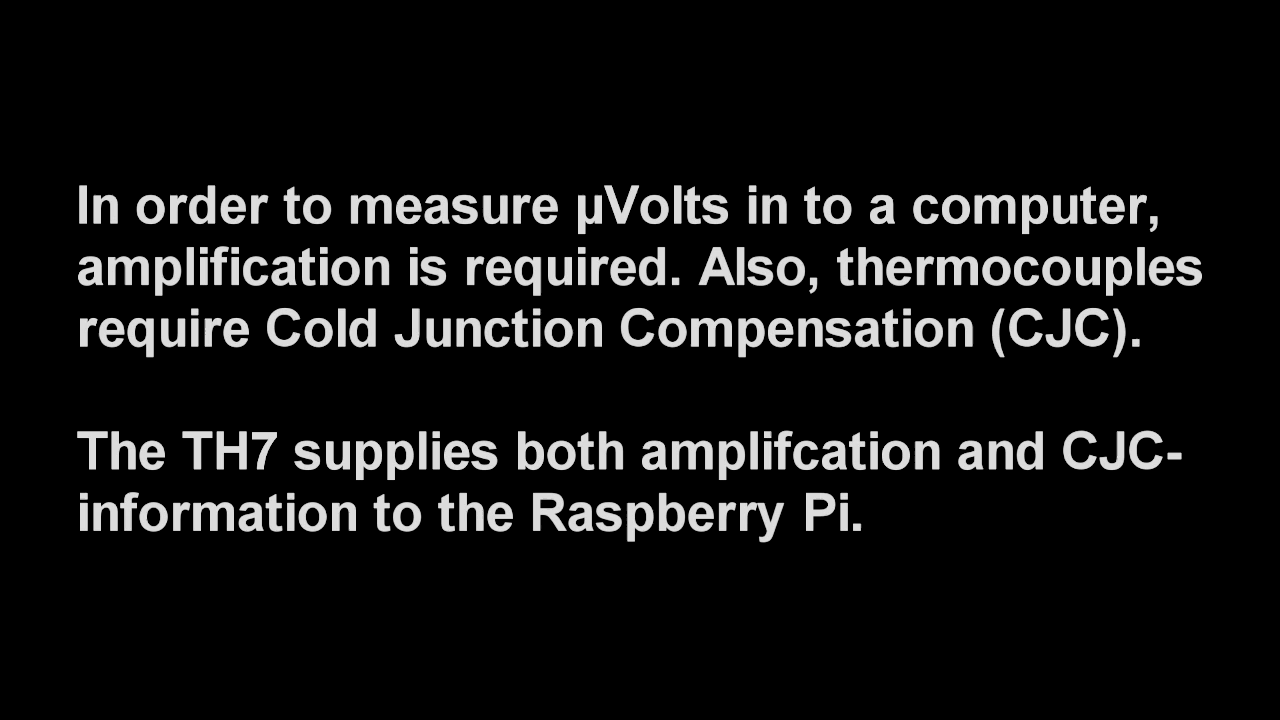 In order to measure µVolts in to a computer,
amplification is required. Also, thermocouples
require Cold Junction Compensation (CJC).
The TH7 supplies both amplifcation and CJC-
information to the Raspberry Pi.